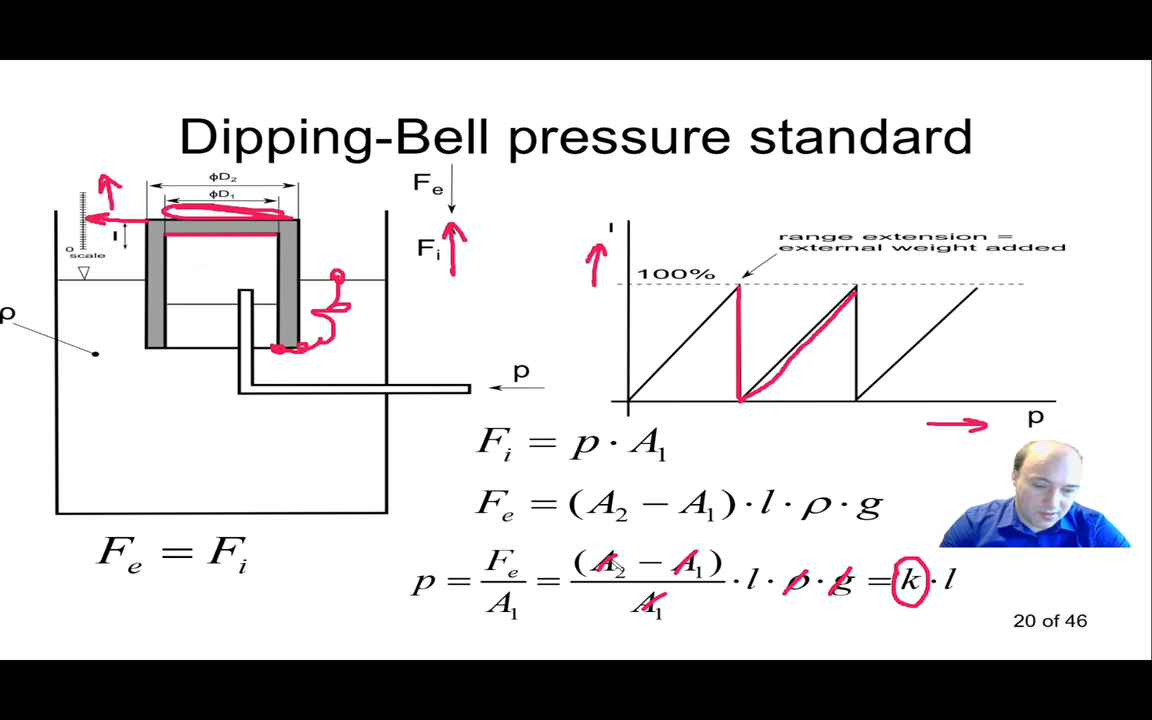 Dipping-Bell pressure standard
ϕD₂
ϕD₁
Fₑ
Fᵢ
l
0
scale
ρ
p
l
range extension =
external weight added
100%
p
Fᵢ = p · A₁
Fₑ = (A₂ − A₁) · l · ρ · g
Fₑ = Fᵢ
p = Fₑ / A₁ = (A₂ − A₁) / A₁ · l · ρ · g = k · l
20 of 46